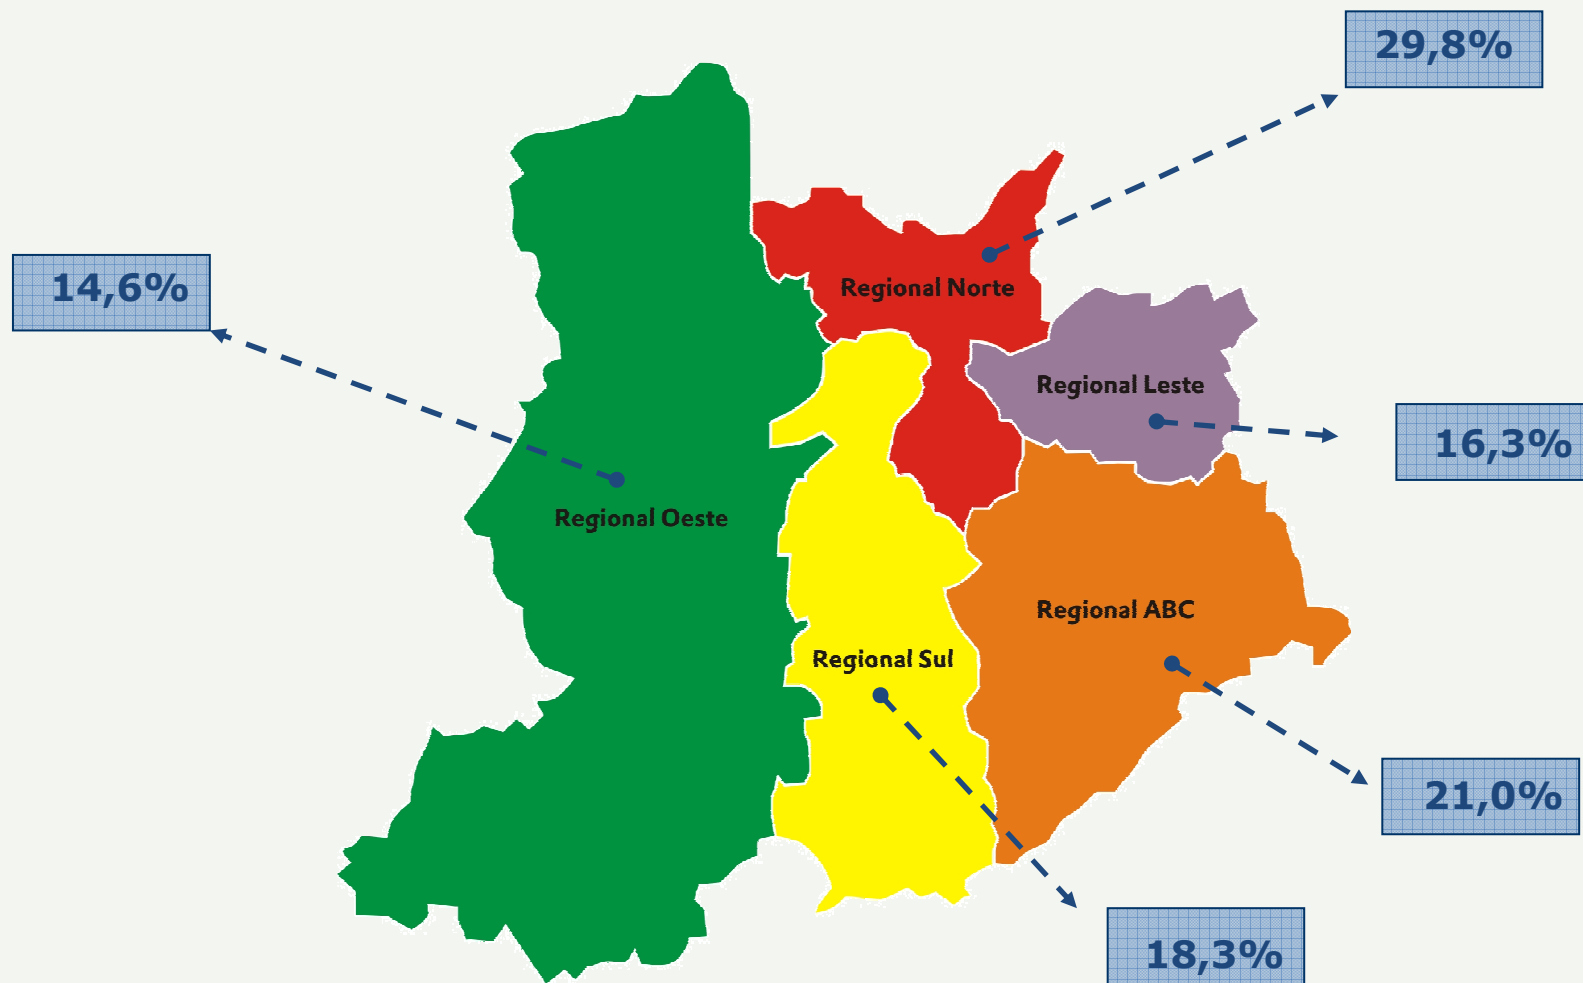 29,8%
14,6%
Regional Norte
Regional Leste
16,3%
Regional Oeste
Regional ABC
Regional Sul
21,0%
18,3%